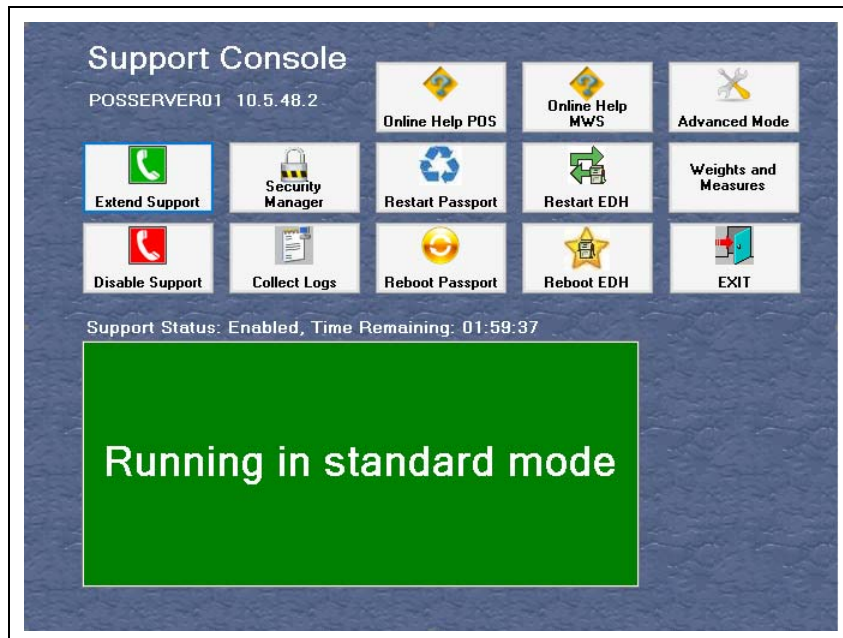 Support Console
POSSERVER01 10.5.48.2
Online Help POS
Online Help
MWS
Advanced Mode
Extend Support
Security
Manager
Restart Passport
Restart EDH
Weights and
Measures
Disable Support
Collect Logs
Reboot Passport
Reboot EDH
EXIT
Support Status: Enabled, Time Remaining: 01:59:37
Running in standard mode